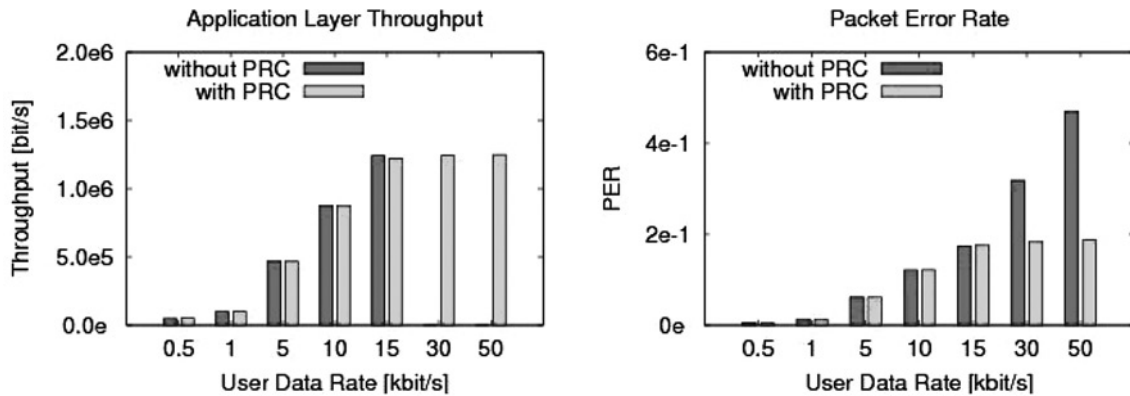 Application Layer Throughput
2.0e6
1.5e6
1.0e6
5.0e5
0.0e
Throughput [bit/s]
without PRC
with PRC
0.5 1 5 10 15 30 50
User Data Rate [kbit/s]
Packet Error Rate
6e-1
4e-1
2e-1
0e
PER
without PRC
with PRC
0.5 1 5 10 15 30 50
User Data Rate [kbit/s]